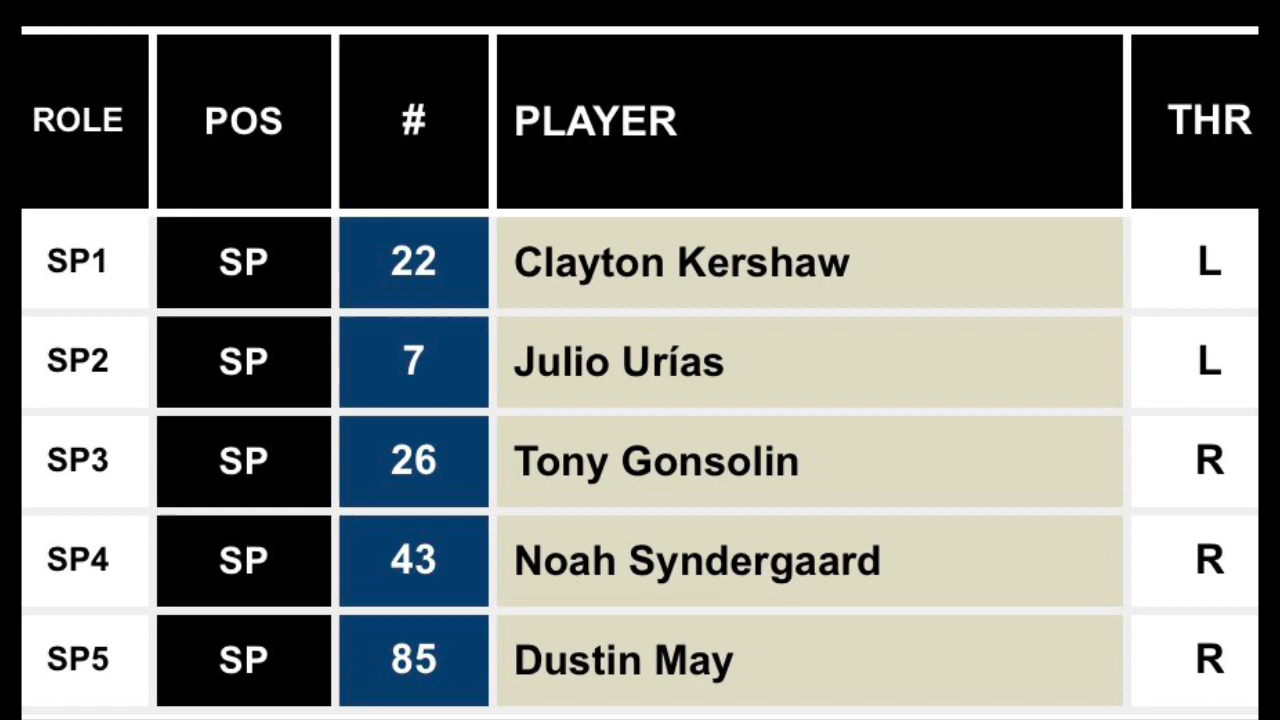 ROLE POS # PLAYER THR
SP1 SP 22 Clayton Kershaw L
SP2 SP 7 Julio Urías L
SP3 SP 26 Tony Gonsolin R
SP4 SP 43 Noah Syndergaard R
SP5 SP 85 Dustin May R